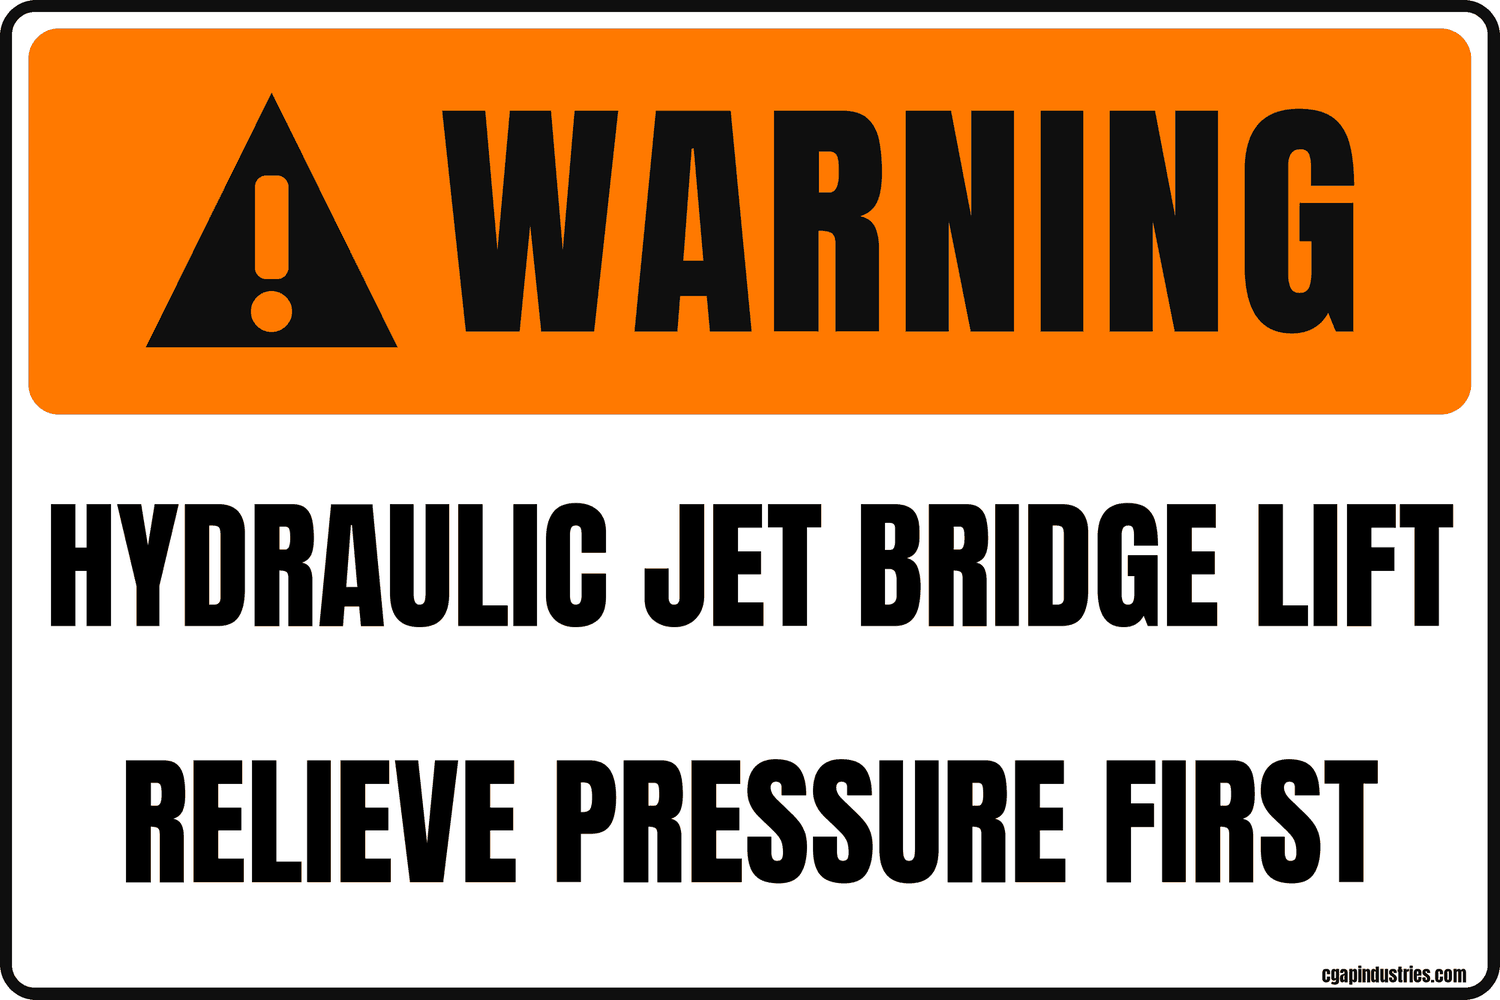 WARNING
HYDRAULIC JET BRIDGE LIFT
RELIEVE PRESSURE FIRST
cgapindustries.com